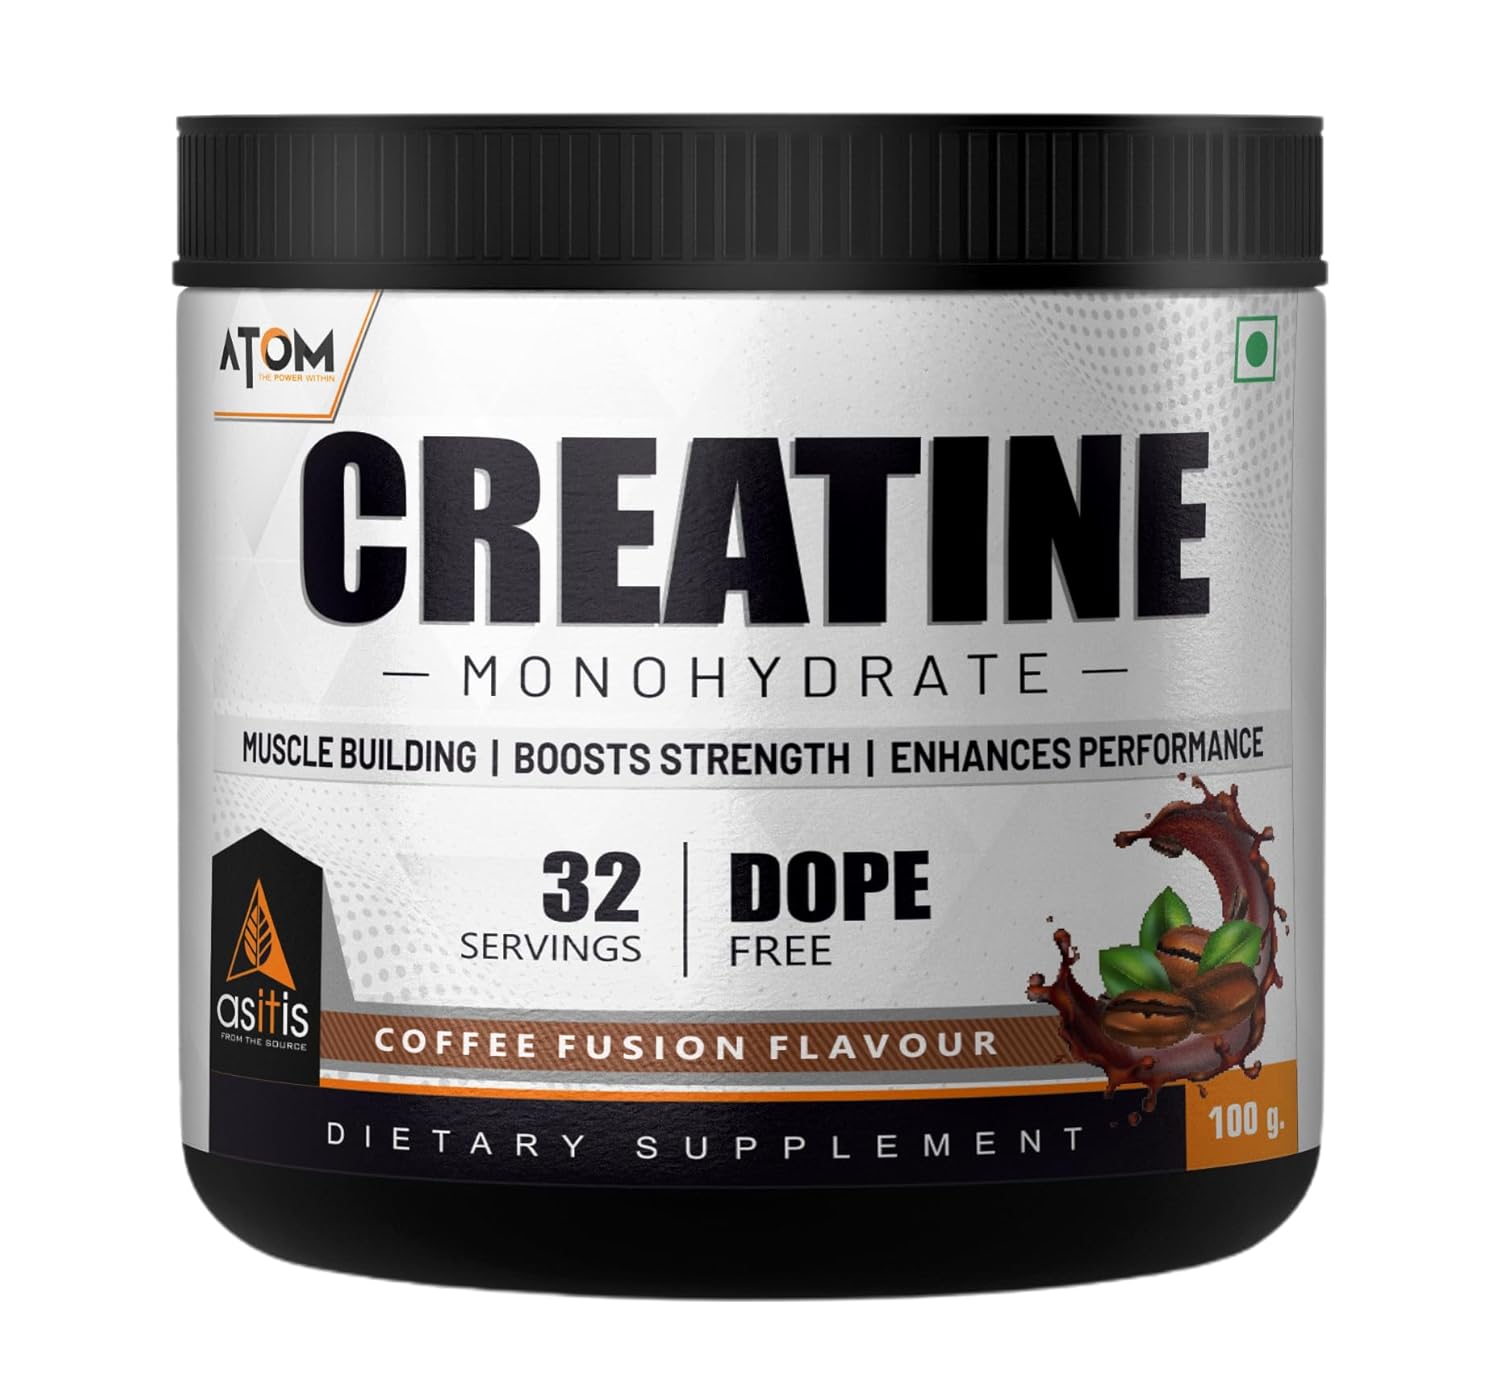 ATOM
THE POWER WITHIN
CREATINE
— MONOHYDRATE —
MUSCLE BUILDING | BOOSTS STRENGTH | ENHANCES PERFORMANCE
32
SERVINGS
DOPE
FREE
asitis
FROM THE SOURCE
COFFEE FUSION FLAVOUR
DIETARY SUPPLEMENT
100 g.